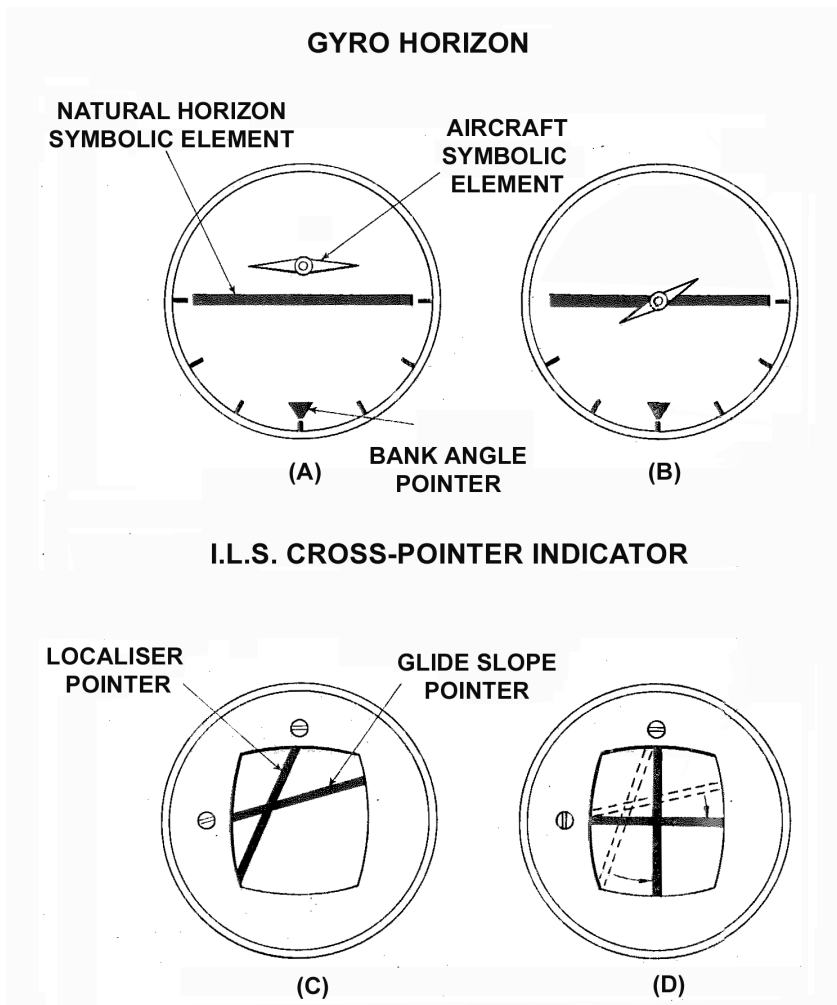 GYRO HORIZON
NATURAL HORIZON
SYMBOLIC ELEMENT
AIRCRAFT
SYMBOLIC
ELEMENT
BANK ANGLE
POINTER
(A)
(B)
I.L.S. CROSS-POINTER INDICATOR
LOCALISER
POINTER
GLIDE SLOPE
POINTER
(C)
(D)